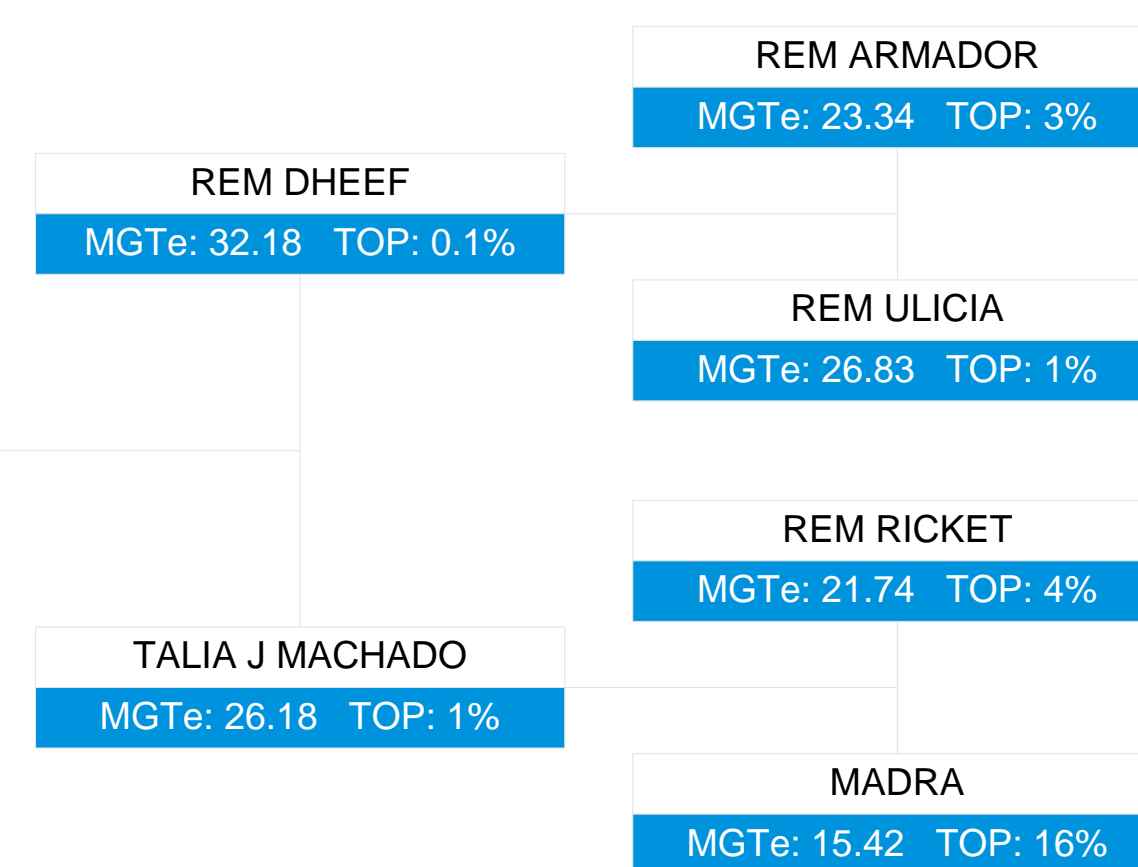 REM ARMADOR
MGTe: 23.34 TOP: 3%
REM DHEEF
MGTe: 32.18 TOP: 0.1%
REM ULICIA
MGTe: 26.83 TOP: 1%
REM RICKET
MGTe: 21.74 TOP: 4%
TALIA J MACHADO
MGTe: 26.18 TOP: 1%
MADRA
MGTe: 15.42 TOP: 16%